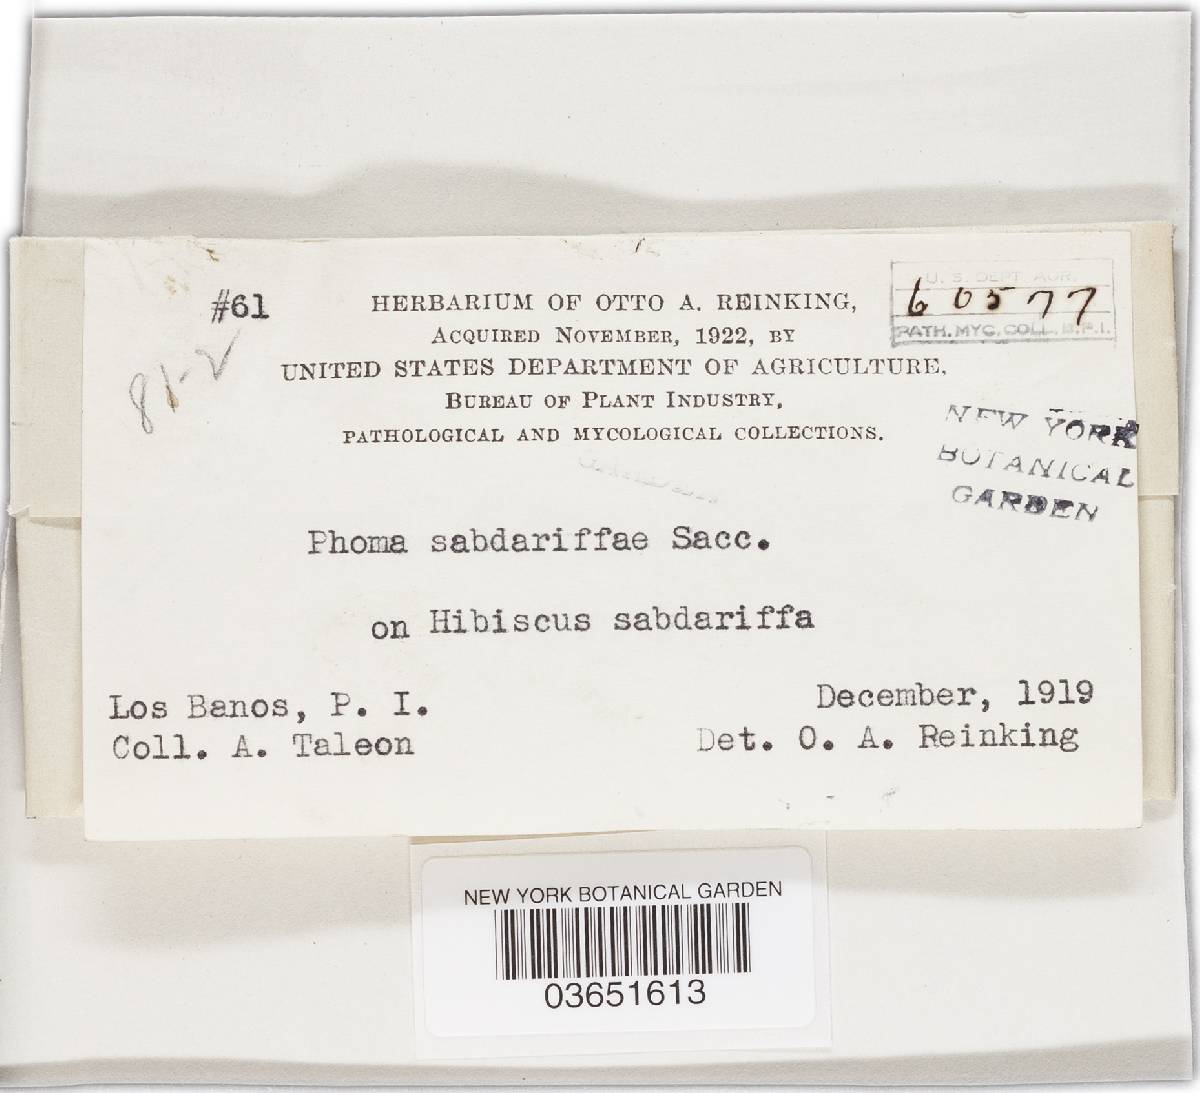 #61
HERBARIUM OF OTTO A. REINKING,
ACQUIRED NOVEMBER, 1922, BY
UNITED STATES DEPARTMENT OF AGRICULTURE,
BUREAU OF PLANT INDUSTRY,
PATHOLOGICAL AND MYCOLOGICAL COLLECTIONS.
U. S. DEPT. AGR.
60577
PATH. MYC. COLL. B.P.I.
81-2
NEW YORK
BOTANICAL
GARDEN
Phoma sabdariffae Sacc.
on Hibiscus sabdariffa
Los Banos, P. I.
Coll. A. Taleon
December, 1919
Det. O. A. Reinking
NEW YORK BOTANICAL GARDEN
03651613